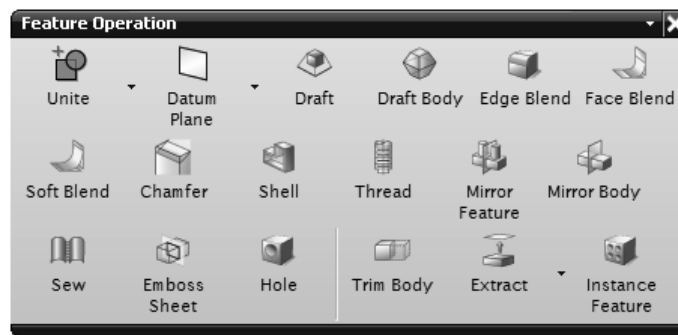 Feature Operation
Unite
Datum
Plane
Draft
Draft Body
Edge Blend
Face Blend
Soft Blend
Chamfer
Shell
Thread
Mirror
Feature
Mirror Body
Sew
Emboss
Sheet
Hole
Trim Body
Extract
Instance
Feature